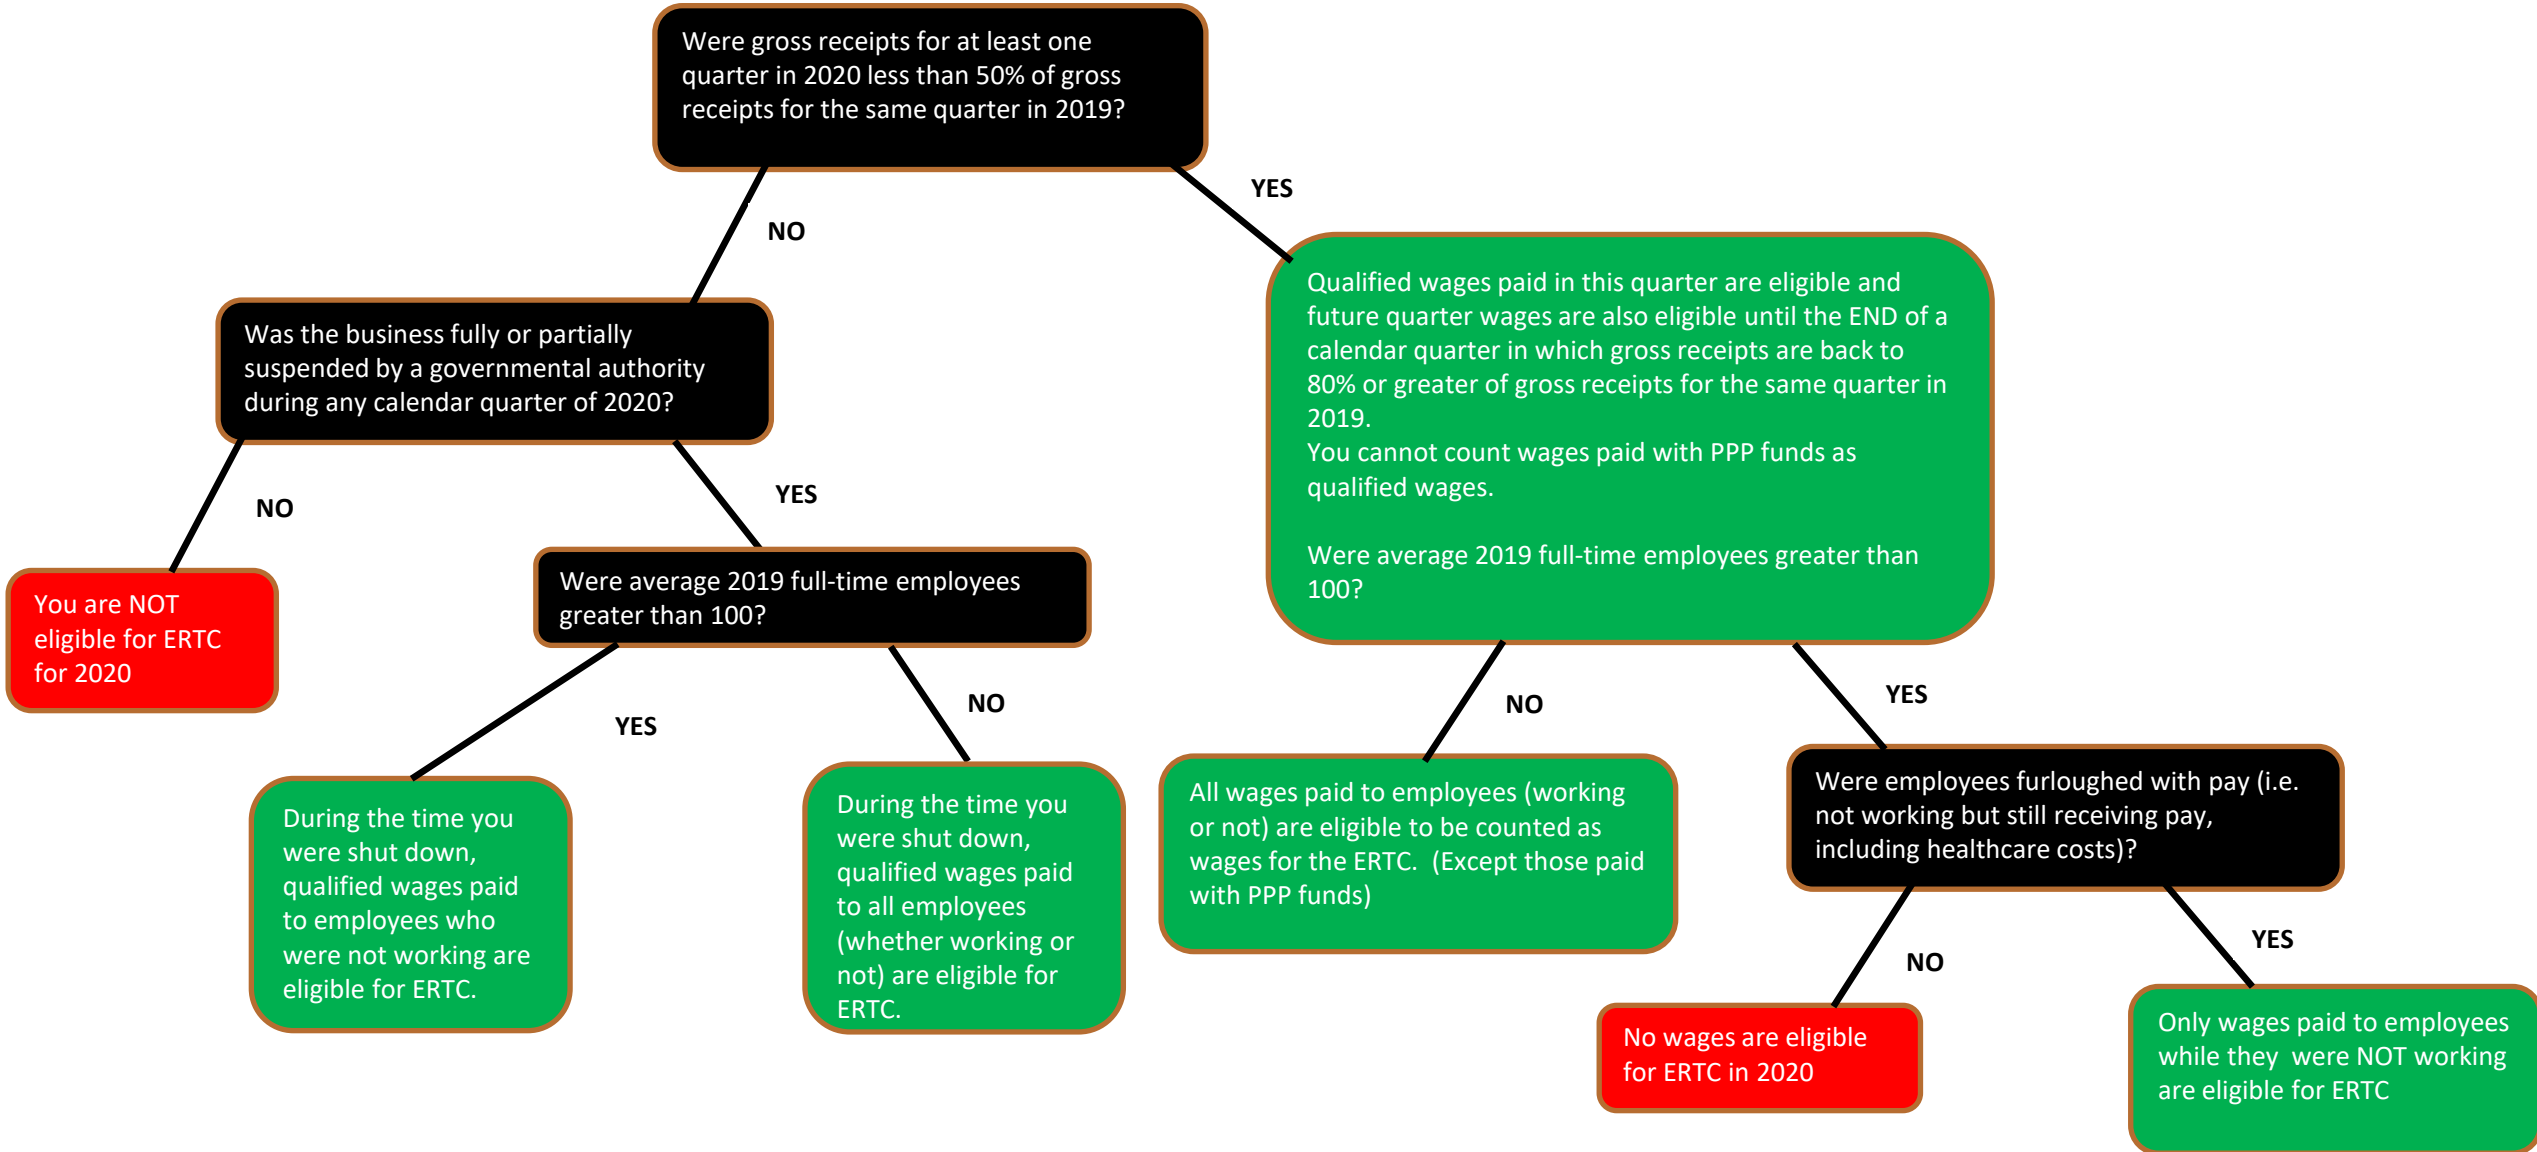 Were gross receipts for at least one
quarter in 2020 less than 50% of gross
receipts for the same quarter in 2019?
YES
NO
Qualified wages paid in this quarter are eligible and
future quarter wages are also eligible until the END of a
calendar quarter in which gross receipts are back to
80% or greater of gross receipts for the same quarter in
2019.
You cannot count wages paid with PPP funds as
qualified wages.
Were average 2019 full-time employees greater than
100?
Was the business fully or partially
suspended by a governmental authority
during any calendar quarter of 2020?
NO
YES
You are NOT
eligible for ERTC
for 2020
Were average 2019 full-time employees
greater than 100?
YES
NO
NO
YES
During the time you
were shut down,
qualified wages paid
to employees who
were not working are
eligible for ERTC.
During the time you
were shut down,
qualified wages paid
to all employees
(whether working or
not) are eligible for
ERTC.
All wages paid to employees (working
or not) are eligible to be counted as
wages for the ERTC.  (Except those paid
with PPP funds)
Were employees furloughed with pay (i.e.
not working but still receiving pay,
including healthcare costs)?
NO
YES
No wages are eligible
for ERTC in 2020
Only wages paid to employees
while they  were NOT working
are eligible for ERTC